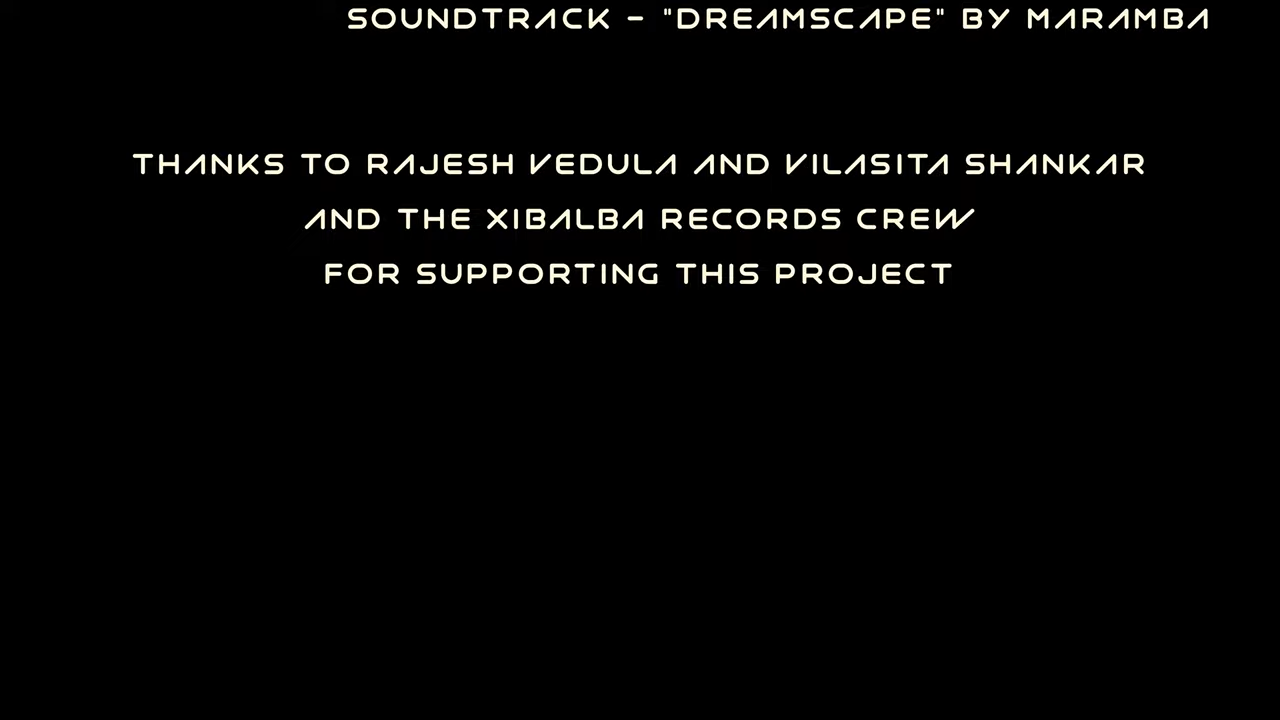 SOUNDTRACK - "DREAMSCAPE" BY MARAMBA
THANKS TO RAJESH VEDULA AND VILASITA SHANKAR
AND THE XIBALBA RECORDS CREW
FOR SUPPORTING THIS PROJECT